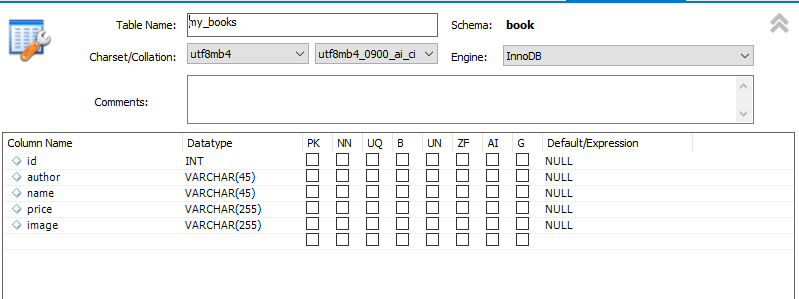 Table Name: my_books Schema: book
Charset/Collation: utf8mb4 utf8mb4_0900_ai_ci Engine: InnoDB
Comments:
Column Name Datatype PK NN UQ B UN ZF AI G Default/Expression
id INT NULL
author VARCHAR(45) NULL
name VARCHAR(45) NULL
price VARCHAR(255) NULL
image VARCHAR(255) NULL